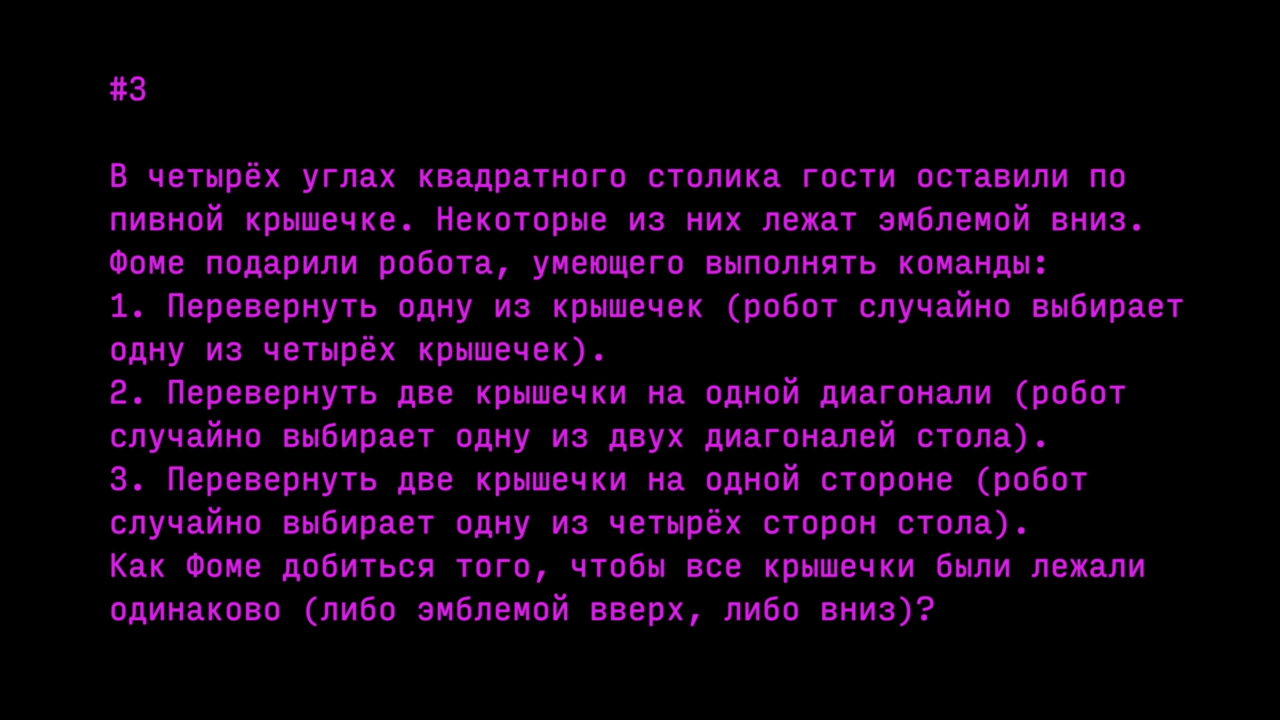 #3
В четырёх углах квадратного столика гости оставили по
пивной крышечке. Некоторые из них лежат эмблемой вниз.
Фоме подарили робота, умеющего выполнять команды:
1. Перевернуть одну из крышечек (робот случайно выбирает
одну из четырёх крышечек).
2. Перевернуть две крышечки на одной диагонали (робот
случайно выбирает одну из двух диагоналей стола).
3. Перевернуть две крышечки на одной стороне (робот
случайно выбирает одну из четырёх сторон стола).
Как Фоме добиться того, чтобы все крышечки были лежали
одинаково (либо эмблемой вверх, либо вниз)?